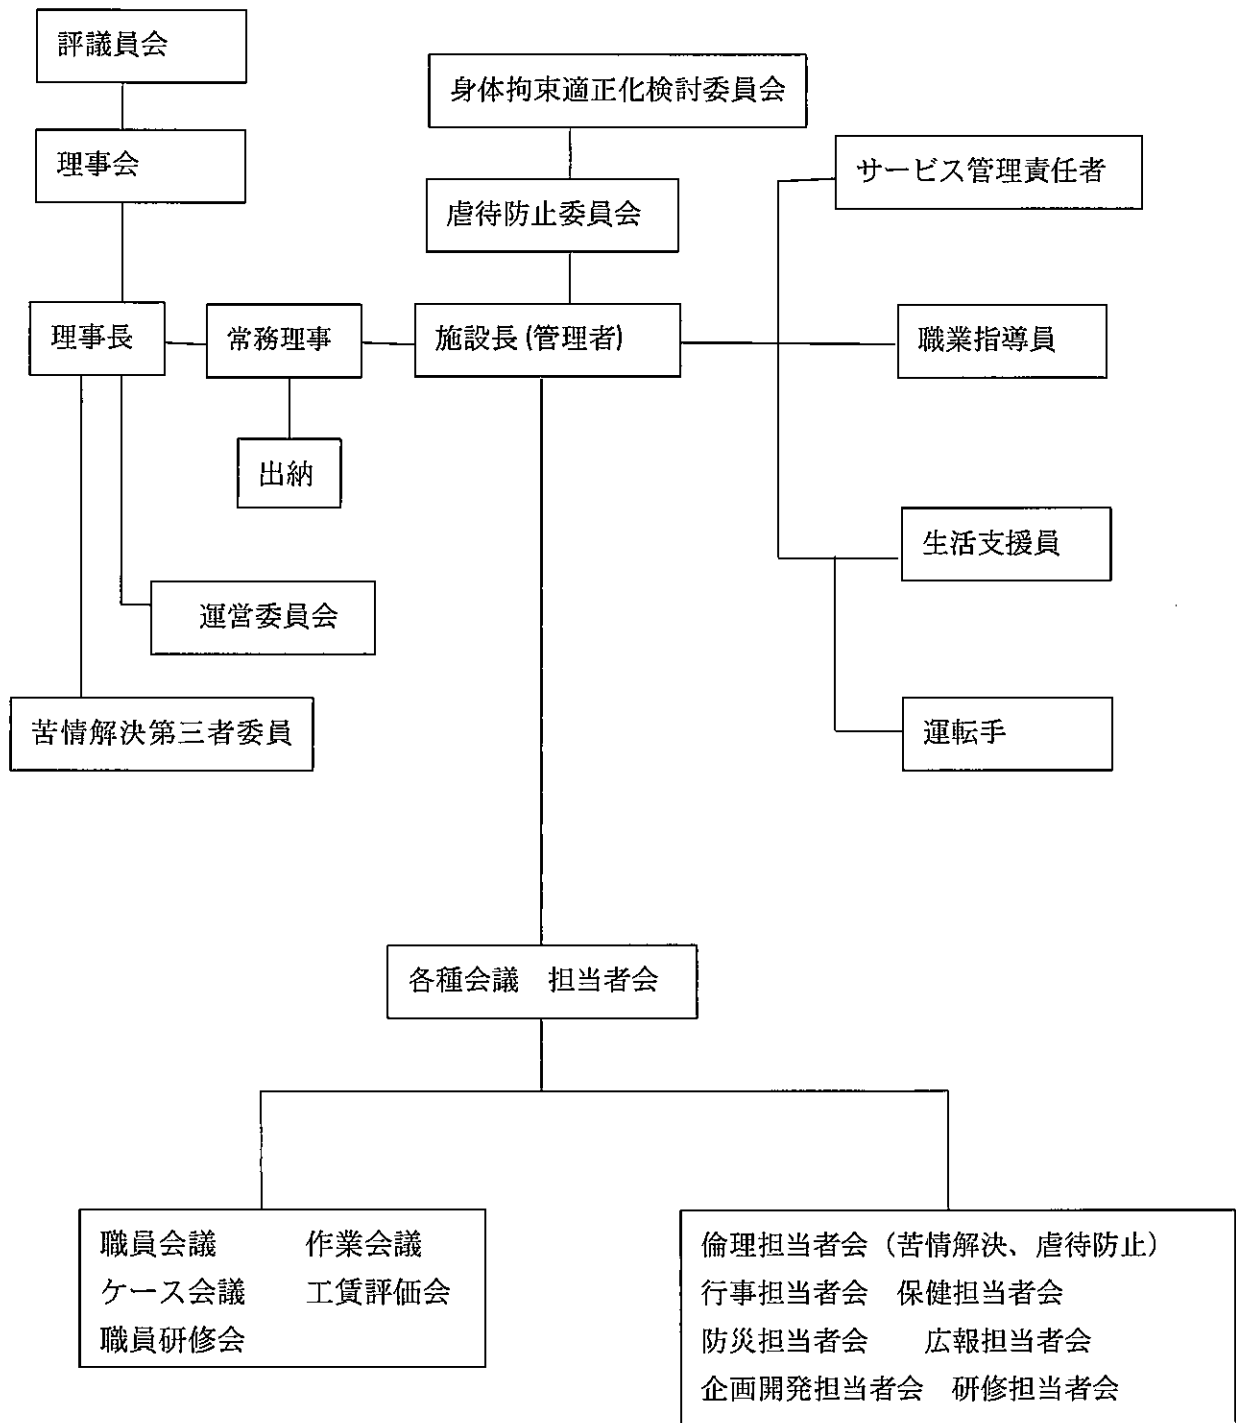 評議員会
身体拘束適正化検討委員会
理事会
サービス管理責任者
虐待防止委員会
理事長
常務理事
施設長(管理者)
職業指導員
出納
生活支援員
運営委員会
苦情解決第三者委員
運転手
各種会議　担当者会
職員会議　作業会議
ケース会議　工賃評価会
職員研修会
倫理担当者会（苦情解決、虐待防止）
行事担当者会　保健担当者会
防災担当者会　広報担当者会
企画開発担当者会　研修担当者会